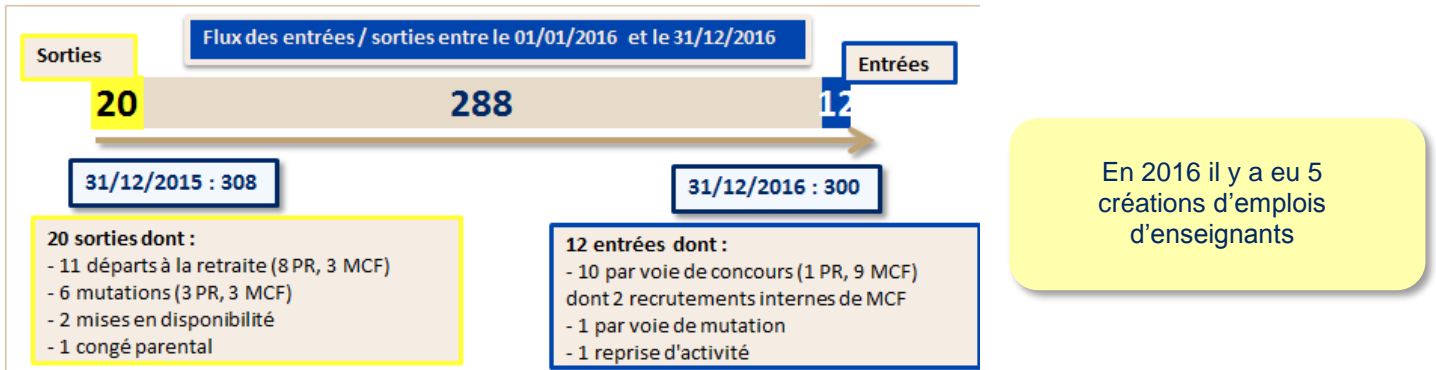 Flux des entrées / sorties entre le 01/01/2016 et le 31/12/2016
Sorties
Entrées
20
288
12
31/12/2015 : 308
31/12/2016 : 300
20 sorties dont :
- 11 départs à la retraite (8 PR, 3 MCF)
- 6 mutations (3 PR, 3 MCF)
- 2 mises en disponibilité
- 1 congé parental
12 entrées dont :
- 10 par voie de concours (1 PR, 9 MCF)
dont 2 recrutements internes de MCF
- 1 par voie de mutation
- 1 reprise d'activité
En 2016 il y a eu 5
créations d’emplois
d’enseignants